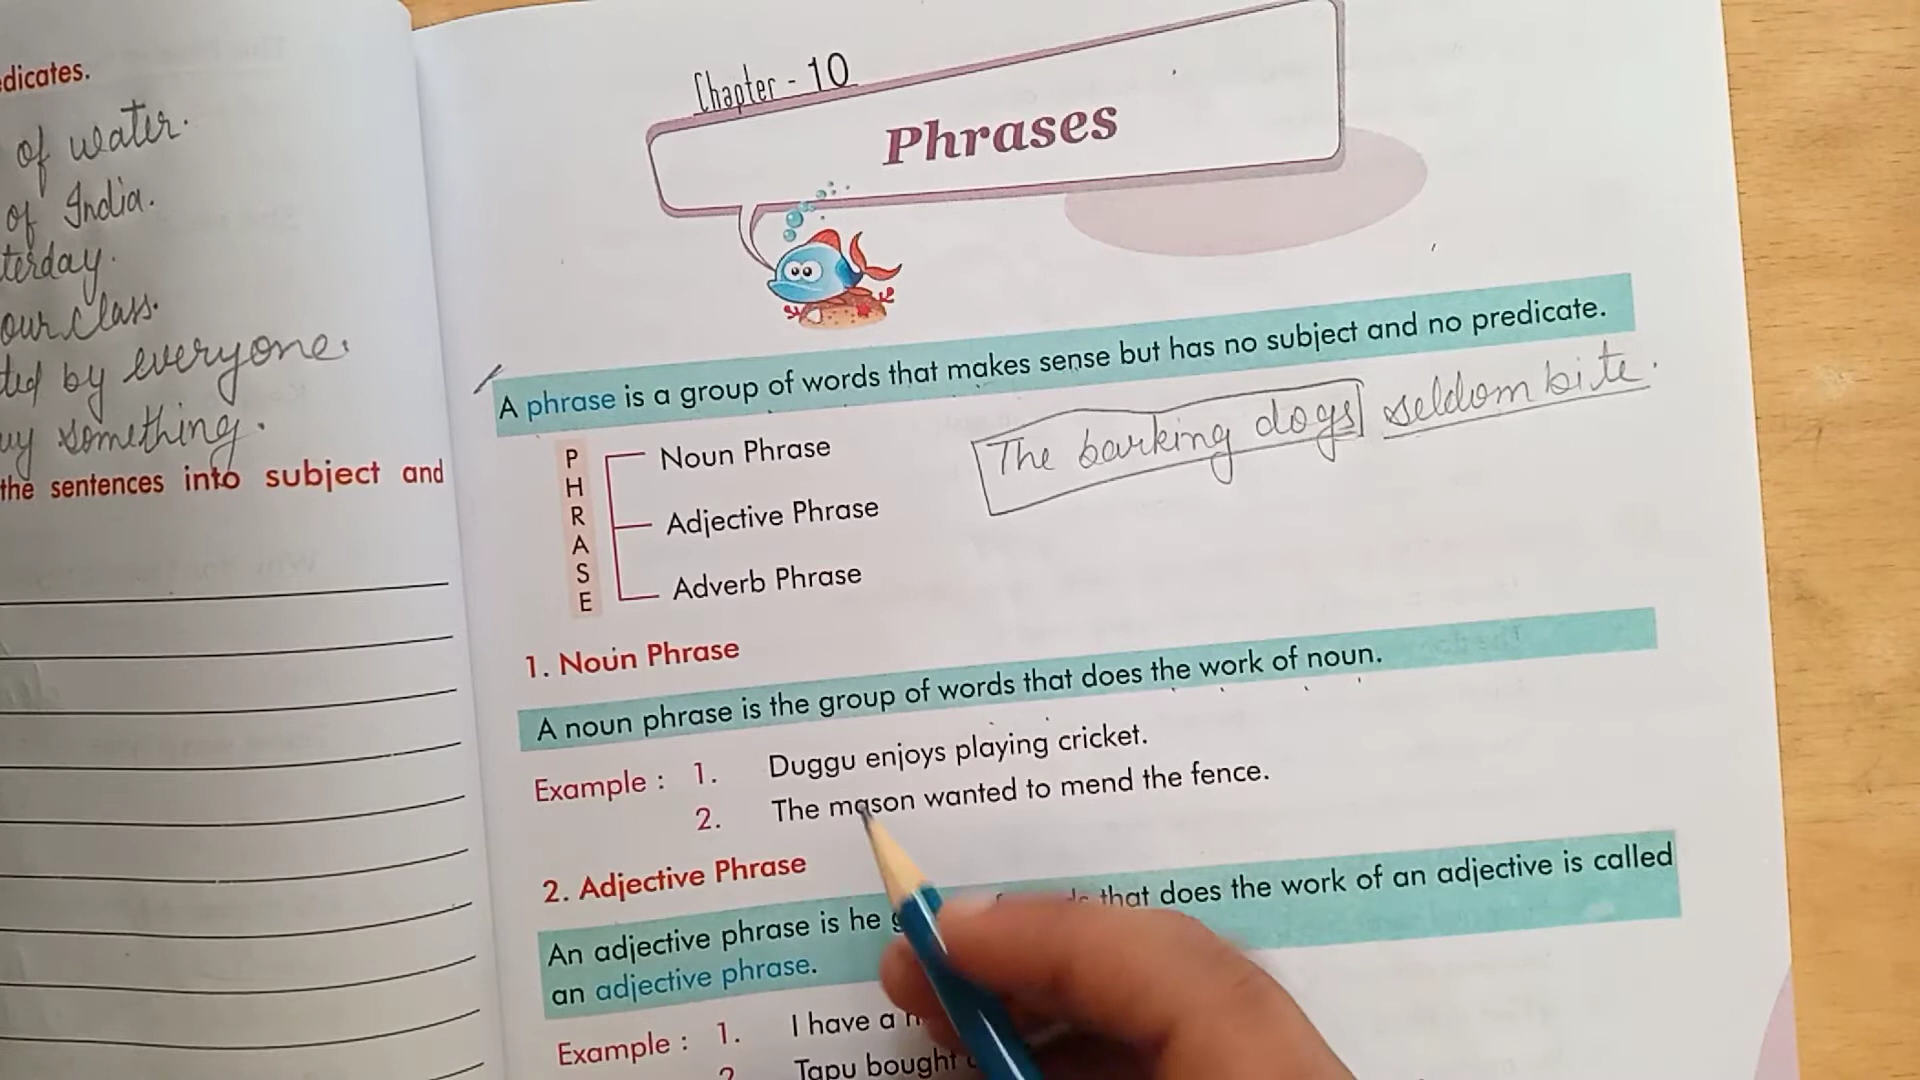 dicates.
of water.
of India.
terday.
our class.
ted by everyone.
uy something.
the sentences into subject and
Chapter - 10
Phrases
A phrase is a group of words that makes sense but has no subject and no predicate.
The barking dogs seldom bite.
PHRASE
Noun Phrase
Adjective Phrase
Adverb Phrase
1. Noun Phrase
A noun phrase is the group of words that does the work of noun.
Example : 1. Duggu enjoys playing cricket.
2. The mason wanted to mend the fence.
2. Adjective Phrase
An adjective phrase is he that does the work of an adjective is called
an adjective phrase.
Example : 1. I have a
2. Tapu bought